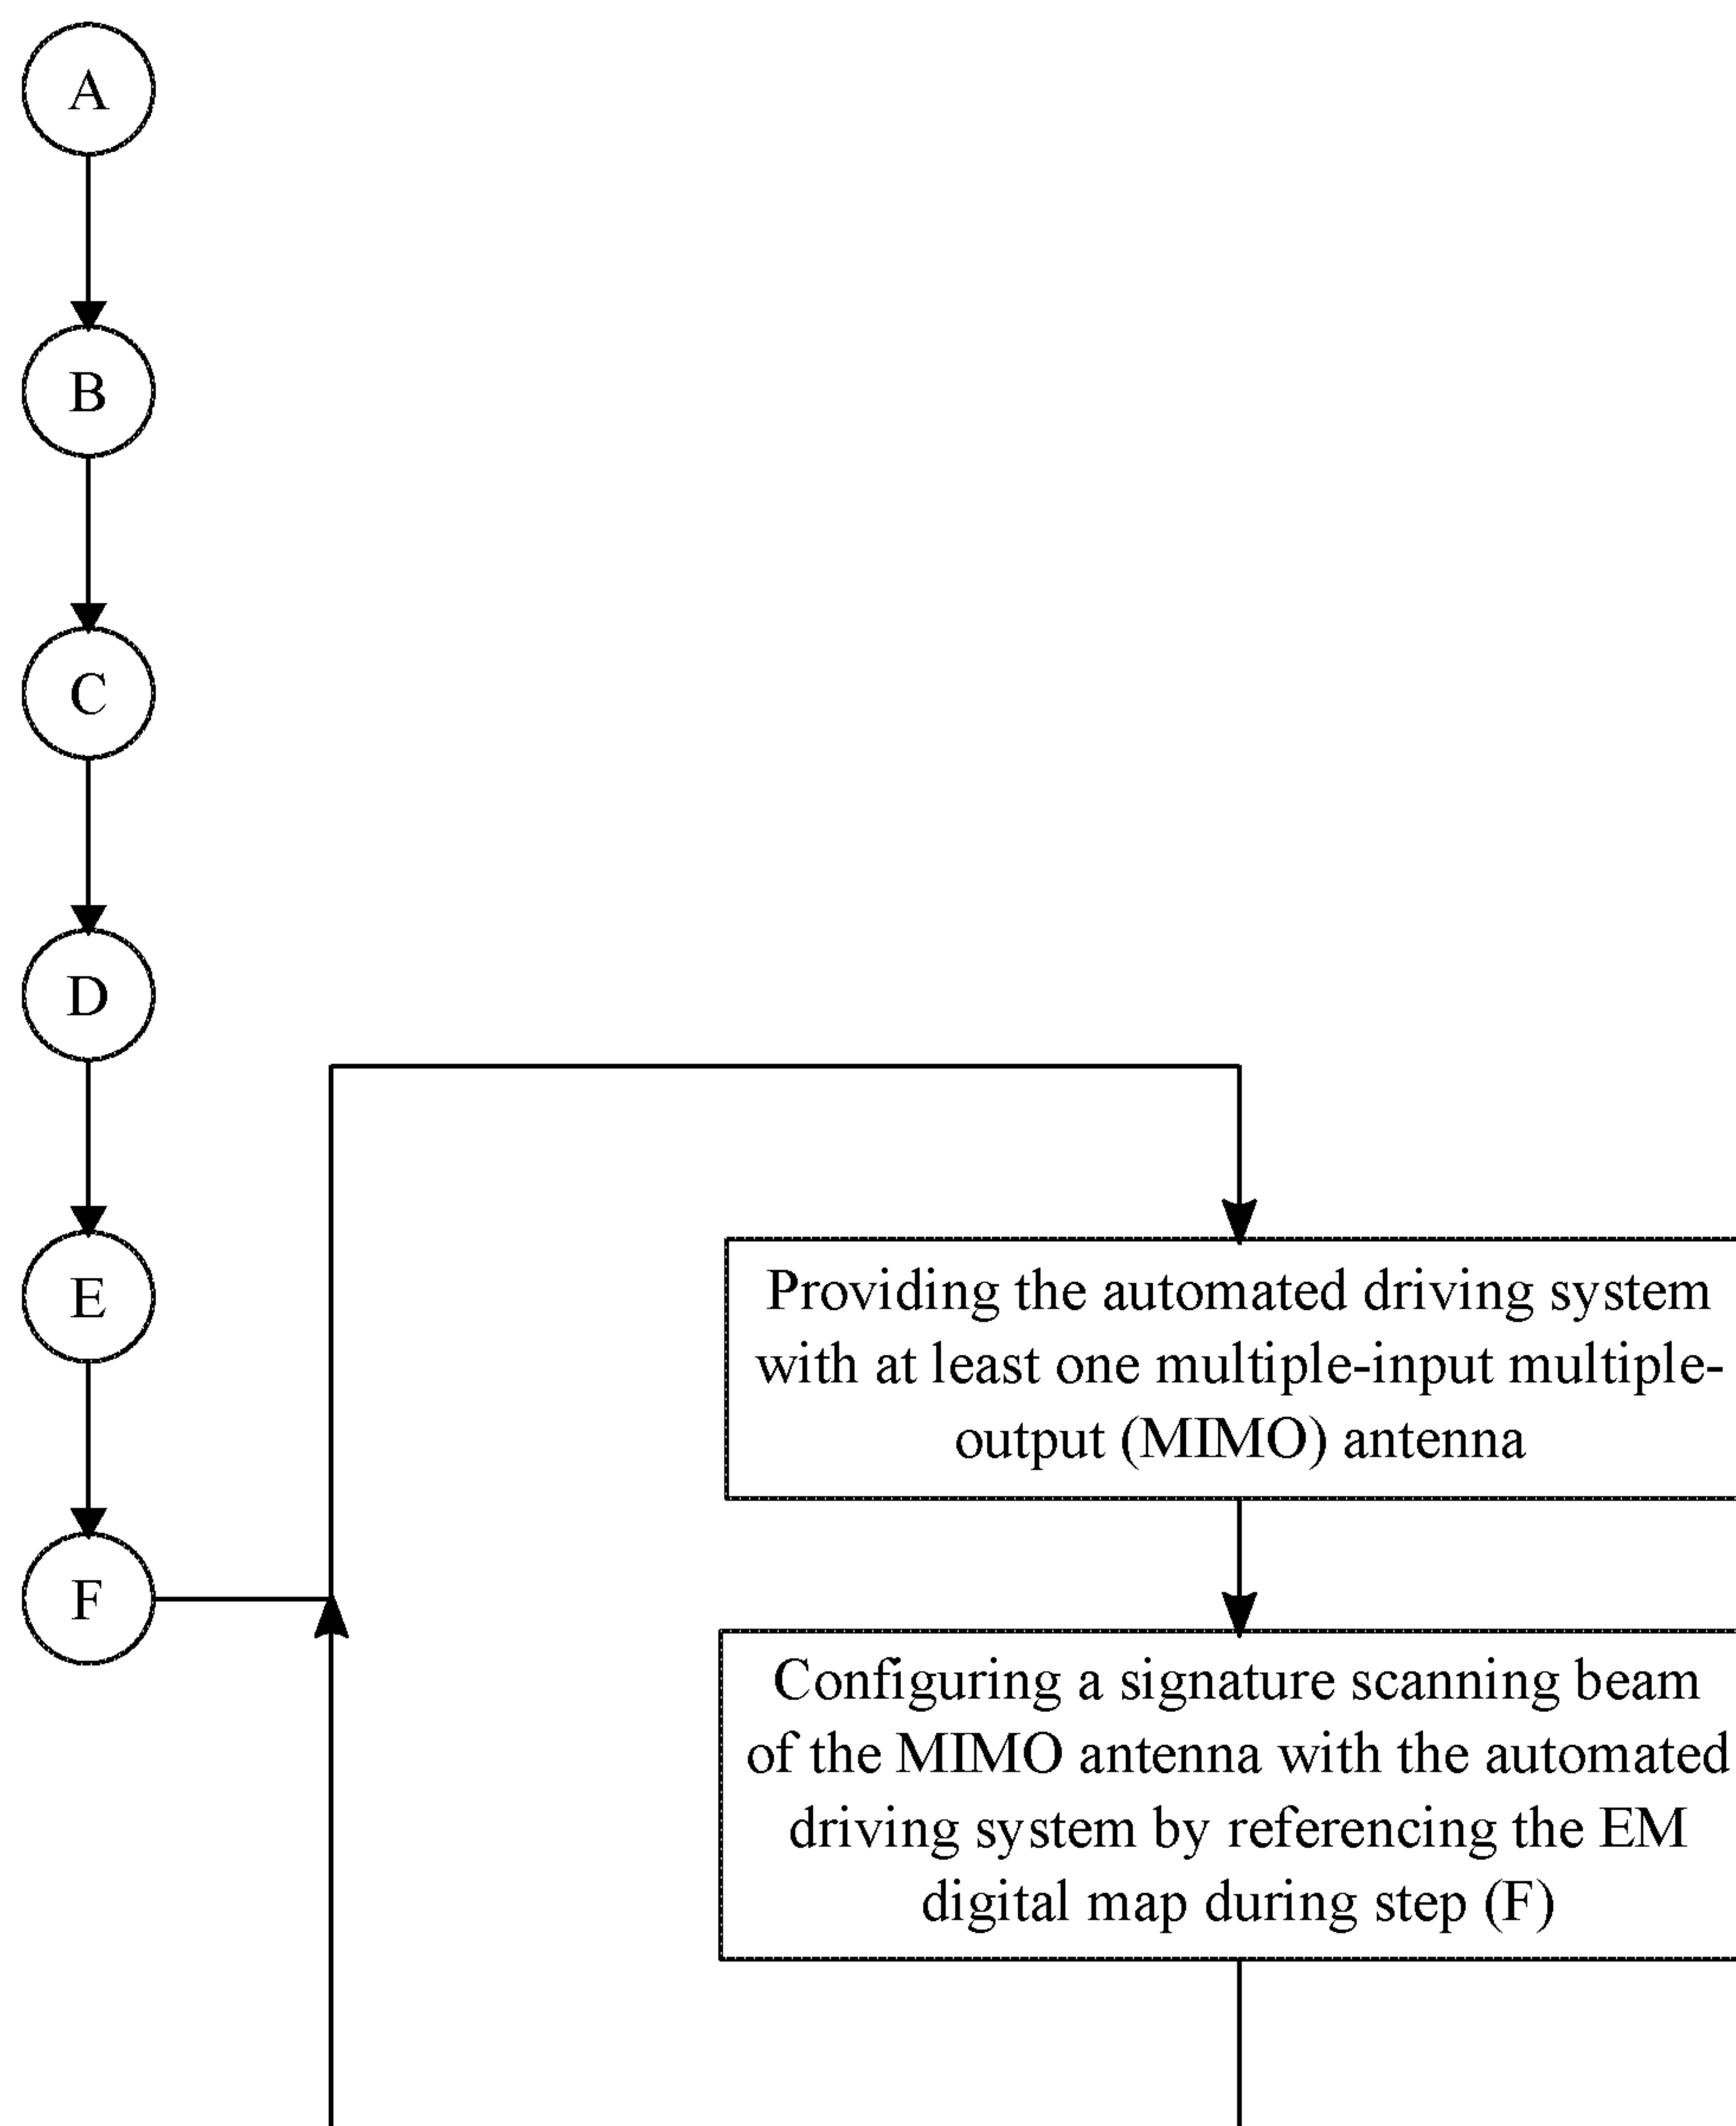 A
B
C
D
E
F
Providing the automated driving system
with at least one multiple-input multiple-
output (MIMO) antenna
Configuring a signature scanning beam
of the MIMO antenna with the automated
driving system by referencing the EM
digital map during step (F)